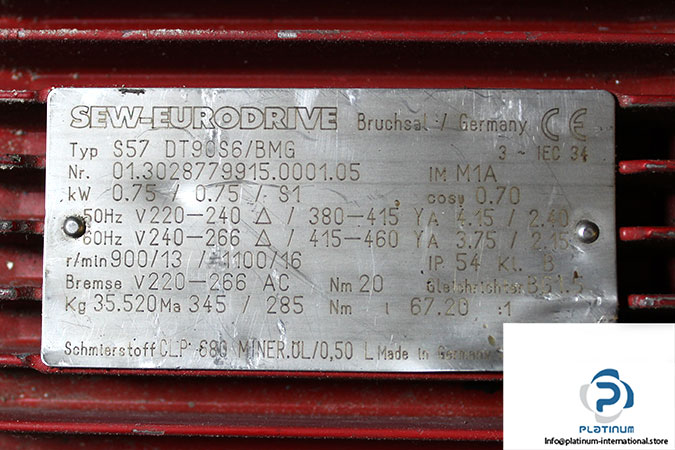 SEW-EURODRIVE Bruchsal / Germany CE
Typ S57 DT90S6/BMG 3 ~ IEC 34
Nr. 01.3028779915.0001.05 IM M1A
kW 0.75 / 0.75 / S1 cosφ 0.70
50Hz V220-240 Δ / 380-415 Y A 4.15 / 2.40
60Hz V240-266 Δ / 415-460 Y A 3.75 / 2.15
r/min 900/13 / 1100/16 IP 54 Kl. B
Bremse V220-266 AC Nm 20 Gleichrichter BG1.5
Kg 35.520 Ma 345 / 285 Nm i 67.20 :1
Schmierstoff CLP 680 MINER.ÖL/0,50 L Made in Germany
PLATINUM
Info@platinum-international.store